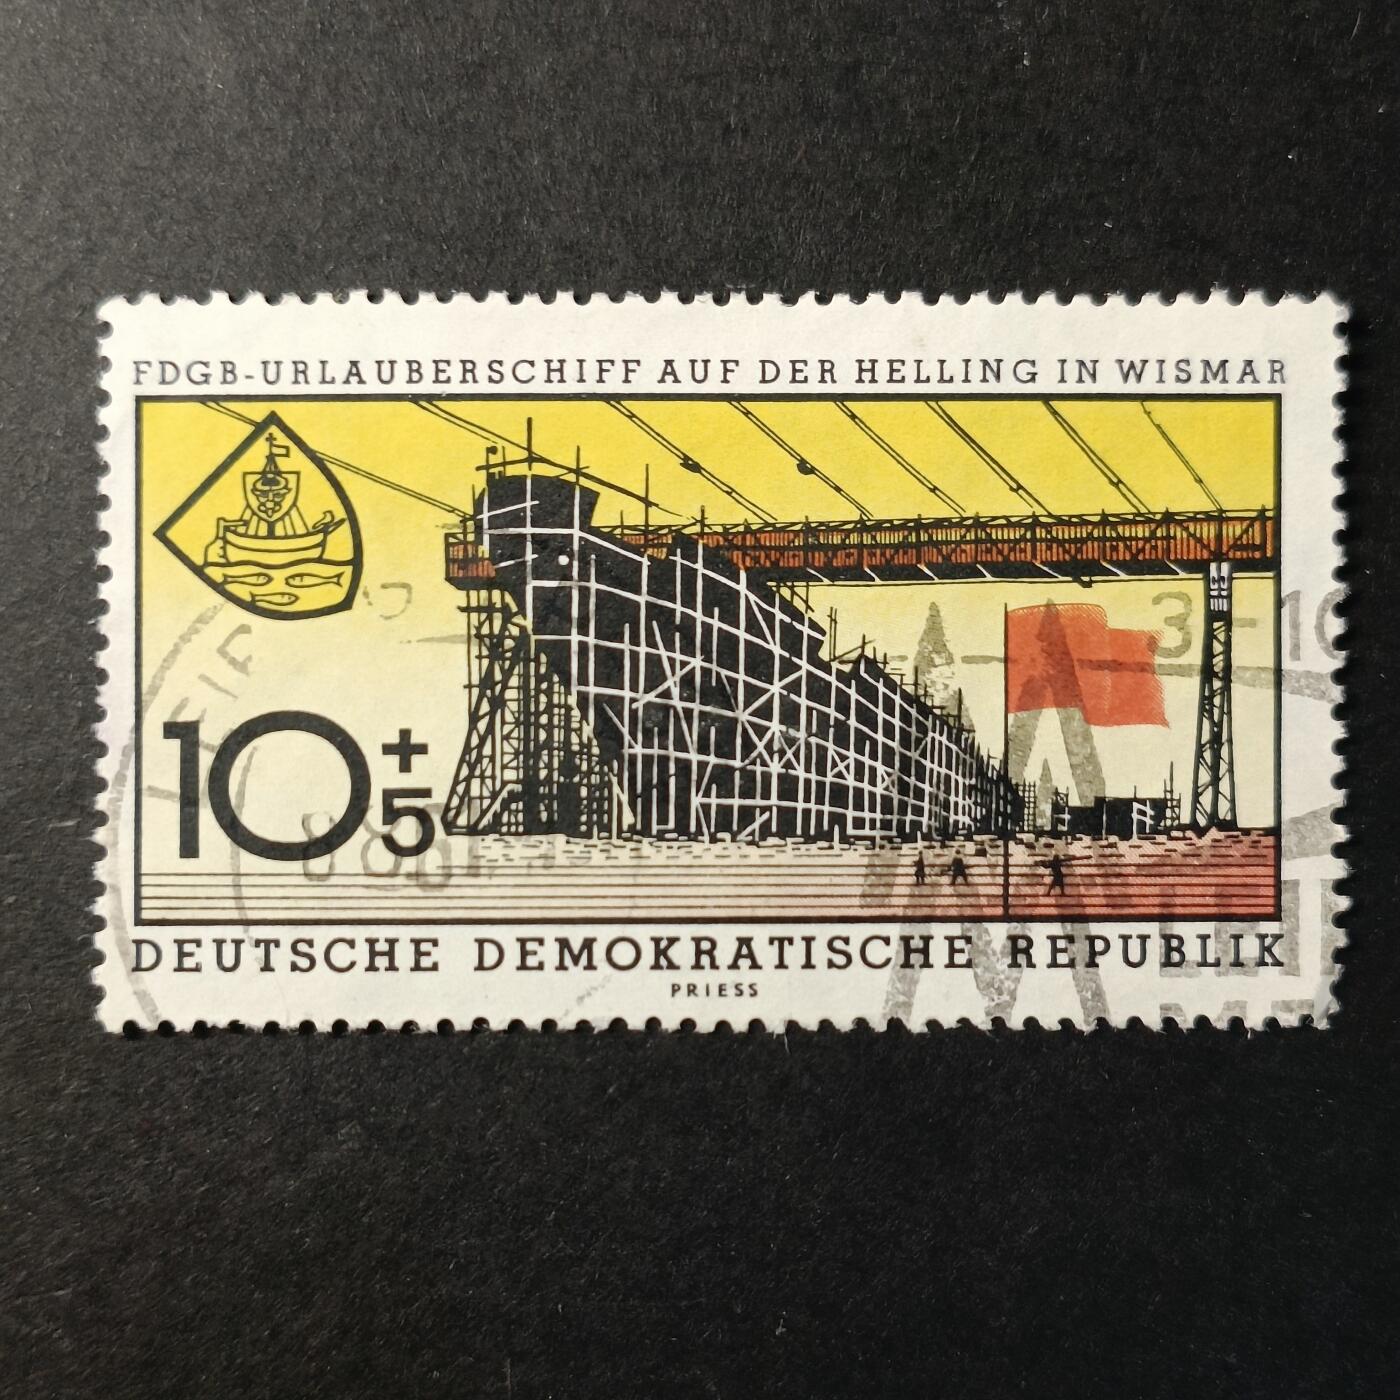 FDGB-URLAUBERSCHIFF AUF DER HELLING IN WISMAR
10+5
DEUTSCHE DEMOKRATISCHE REPUBLIK
PRIESS